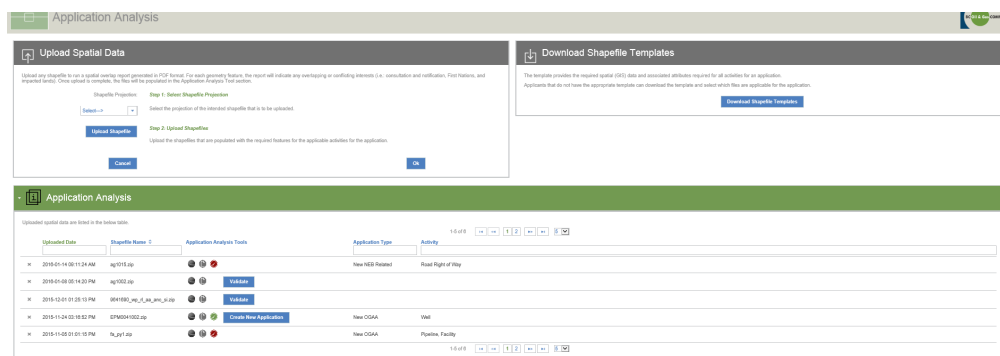 Application Analysis
Upload Spatial Data
Upload any shapefile to run a spatial overlap report generated in PDF format. For each geometry feature, the report will indicate any overlapping or conflicting interests (i.e.: consultation and notification, First Nations, and
impacted lands). Once upload is complete, the files will be populated in the Application Analysis Tool section.
Shapefile Projection: Step 1: Select Shapefile Projection
Select---> Select the projection of the intended shapefile that is to be uploaded.
Upload Shapefile Step 2: Upload Shapefiles
Upload the shapefiles that are populated with the required features for the applicable activities for the application.
Cancel Ok
Download Shapefile Templates
The template provides the required spatial (GIS) data and associated attributes required for all activities for an application.
Applicants that do not have the appropriate template can download the template and select which files are applicable for the application.
Download Shapefile Templates
Application Analysis
Uploaded spatial data are listed in the below table.
1-5 of 6 1 2 5
Uploaded Date Shapefile Name Application Analysis Tools Application Type Activity
2016-01-14 09:11:24 AM ag1015.zip New NEB Related Road Right of Way
2016-01-08 05:14:20 PM ag1002.zip Validate
2015-12-01 01:25:13 PM Validate
2015-11-24 03:16:52 PM EPM0041002.zip Create New Application New OGAA Well
2015-11-05 01:01:15 PM fs_py1.zip New OGAA Pipeline, Facility
1-5 of 6 1 2 5